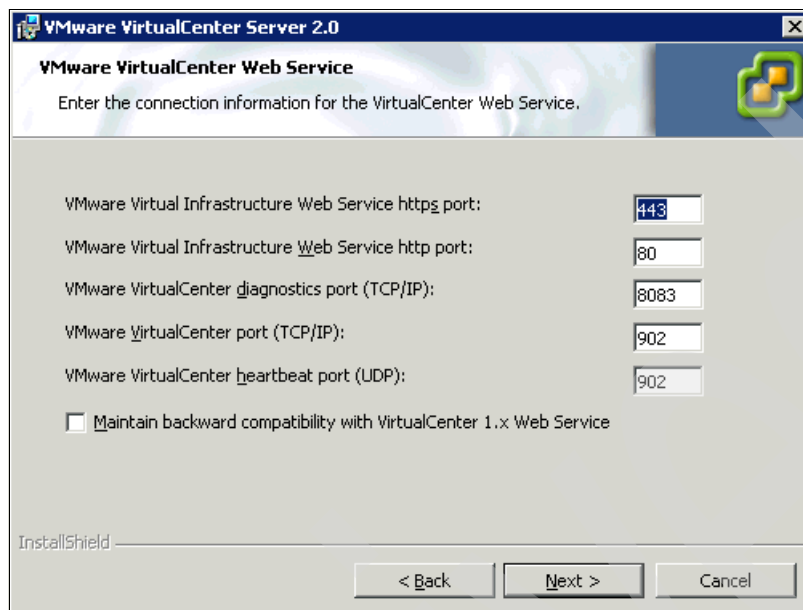 VMware VirtualCenter Server 2.0
VMware VirtualCenter Web Service
Enter the connection information for the VirtualCenter Web Service.
VMware Virtual Infrastructure Web Service https port: 443
VMware Virtual Infrastructure Web Service http port: 80
VMware VirtualCenter diagnostics port (TCP/IP): 8083
VMware VirtualCenter port (TCP/IP): 902
VMware VirtualCenter heartbeat port (UDP): 902
Maintain backward compatibility with VirtualCenter 1.x Web Service
InstallShield
< Back Next > Cancel